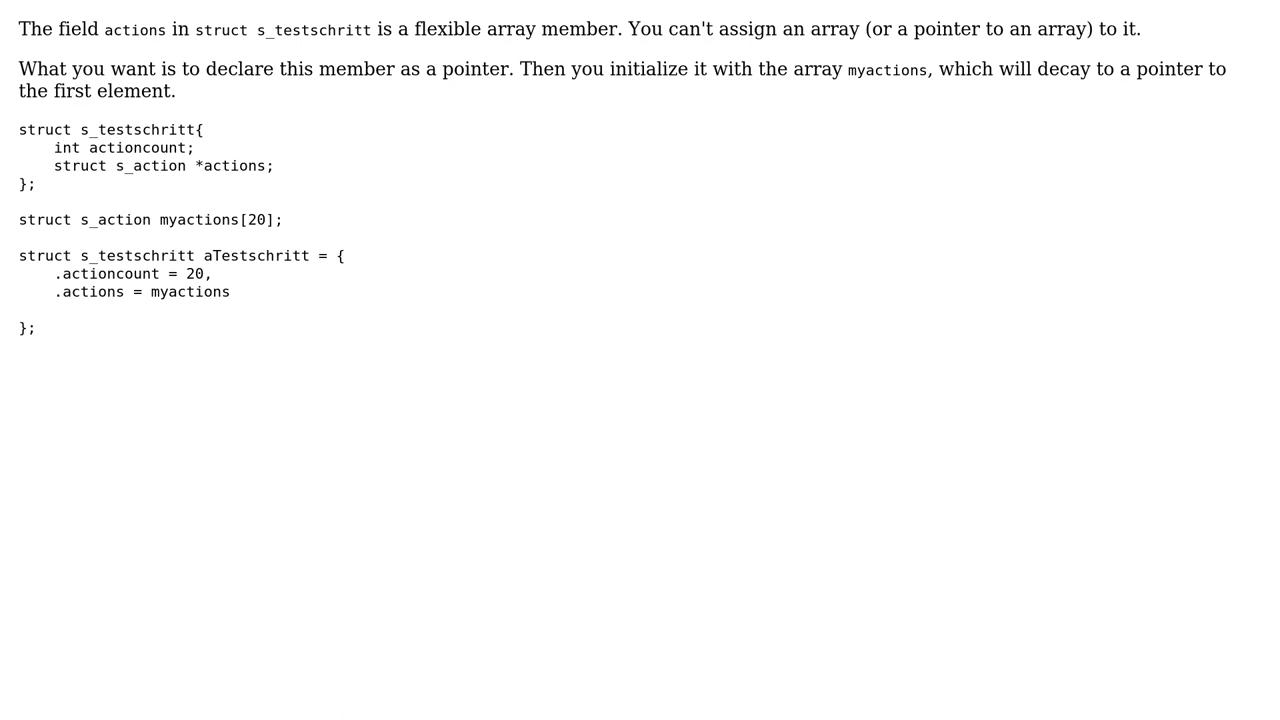 The field actions in struct s_testschritt is a flexible array member. You can't assign an array (or a pointer to an array) to it.
What you want is to declare this member as a pointer. Then you initialize it with the array myactions, which will decay to a pointer to
the first element.
struct s_testschritt{
    int actioncount;
    struct s_action *actions;
};
struct s_action myactions[20];
struct s_testschritt aTestschritt = {
    .actioncount = 20,
    .actions = myactions
};